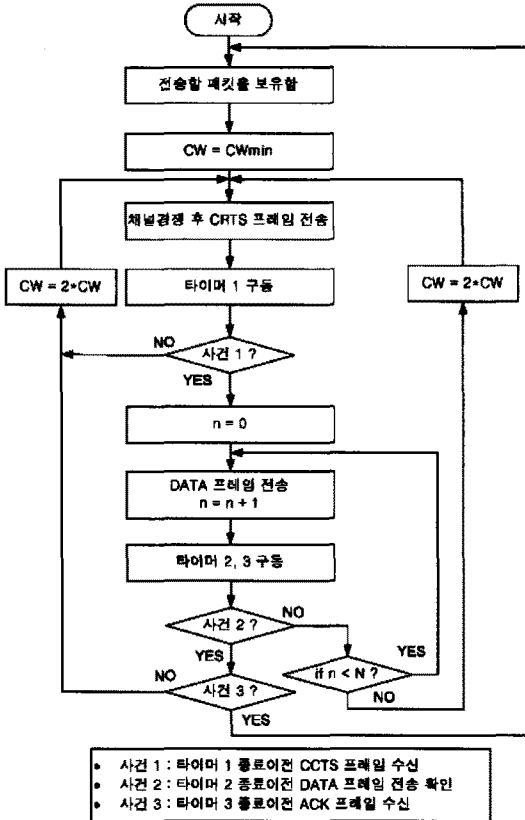 시작
전송할 패킷을 보유함
CW = CWmin
채널경쟁 후 CRTS 프레임 전송
CW = 2*CW
타이머 1 구동
CW = 2*CW
NO
사건 1 ?
YES
n = 0
DATA 프레임 전송
n = n + 1
타이머 2, 3 구동
사건 2 ?
NO
YES
if n < N ?
YES
NO
NO
사건 3 ?
YES
• 사건 1 : 타이머 1 종료이전 CCTS 프레임 수신
• 사건 2 : 타이머 2 종료이전 DATA 프레임 전송 확인
• 사건 3 : 타이머 3 종료이전 ACK 프레임 수신